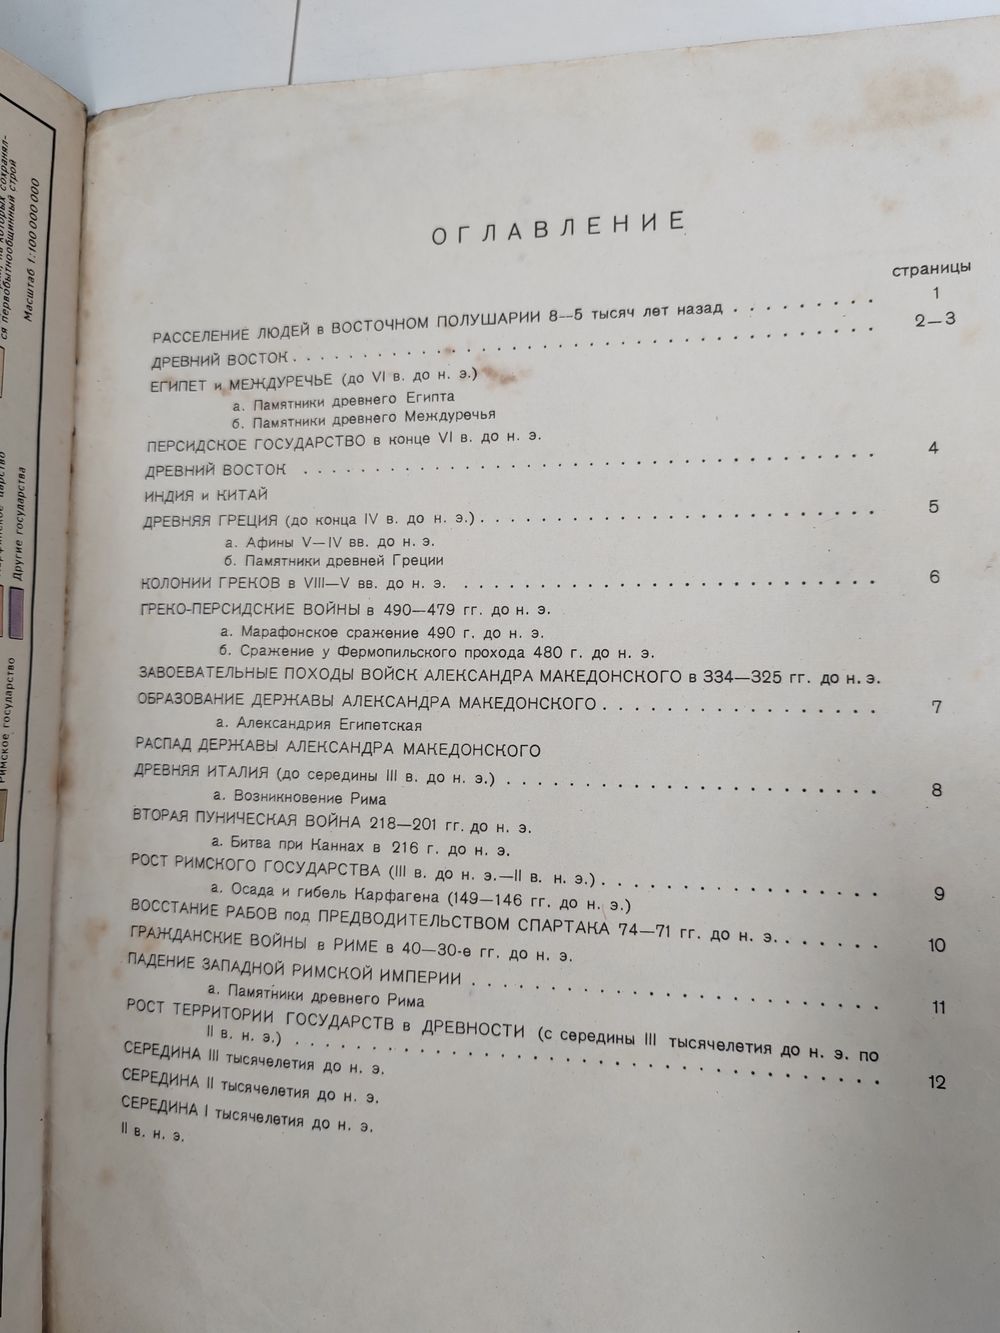 которых сохранял-
ся первобытнообщинный строй
Масштаб 1:100 000 000
царство
Другие государства
Римское государство
ОГЛАВЛЕНИЕ
страницы
РАССЕЛЕНИЕ ЛЮДЕЙ в ВОСТОЧНОМ ПОЛУШАРИИ 8—5 тысяч лет назад . . . . . . . . 1
ДРЕВНИЙ ВОСТОК . . . . . . . . . . . . . . . . . . . . . . . . . . . . . . 2—3
ЕГИПЕТ и МЕЖДУРЕЧЬЕ (до VI в. до н. э.)
а. Памятники древнего Египта
б. Памятники древнего Междуречья
ПЕРСИДСКОЕ ГОСУДАРСТВО в конце VI в. до н. э.
ДРЕВНИЙ ВОСТОК . . . . . . . . . . . . . . . . . . . . . . . . . . . . . . 4
ИНДИЯ и КИТАЙ
ДРЕВНЯЯ ГРЕЦИЯ (до конца IV в. до н. э.) . . . . . . . . . . . . . . . . . . . . 5
а. Афины V—IV вв. до н. э.
б. Памятники древней Греции
КОЛОНИИ ГРЕКОВ в VIII—V вв. до н. э. . . . . . . . . . . . . . . . . . . . . . 6
ГРЕКО-ПЕРСИДСКИЕ ВОЙНЫ в 490—479 гг. до н. э.
а. Марафонское сражение 490 г. до н. э.
б. Сражение у Фермопильского прохода 480 г. до н. э.
ЗАВОЕВАТЕЛЬНЫЕ ПОХОДЫ ВОЙСК АЛЕКСАНДРА МАКЕДОНСКОГО в 334—325 гг. до н. э.
ОБРАЗОВАНИЕ ДЕРЖАВЫ АЛЕКСАНДРА МАКЕДОНСКОГО . . . . . . . . . . . . . . . 7
а. Александрия Египетская
РАСПАД ДЕРЖАВЫ АЛЕКСАНДРА МАКЕДОНСКОГО
ДРЕВНЯЯ ИТАЛИЯ (до середины III в. до н. э.) . . . . . . . . . . . . . . . . . . . 8
а. Возникновение Рима
ВТОРАЯ ПУНИЧЕСКАЯ ВОЙНА 218—201 гг. до н. э.
а. Битва при Каннах в 216 г. до н. э.
РОСТ РИМСКОГО ГОСУДАРСТВА (III в. до н. э.—II в. н. э.) . . . . . . . . . . . . . . 9
а. Осада и гибель Карфагена (149—146 гг. до н. э.)
ВОССТАНИЕ РАБОВ под ПРЕДВОДИТЕЛЬСТВОМ СПАРТАКА 74—71 гг. до н. э. . . . . . . 10
ГРАЖДАНСКИЕ ВОЙНЫ в РИМЕ в 40—30-е гг. до н. э.
ПАДЕНИЕ ЗАПАДНОЙ РИМСКОЙ ИМПЕРИИ . . . . . . . . . . . . . . . . . . . . . 11
а. Памятники древнего Рима
РОСТ ТЕРРИТОРИИ ГОСУДАРСТВ в ДРЕВНОСТИ (с середины III тысячелетия до н. э. по
II в. н. э.) . . . . . . . . . . . . . . . . . . . . . . . . . . . . . . . 12
СЕРЕДИНА III тысячелетия до н. э.
СЕРЕДИНА II тысячелетия до н. э.
СЕРЕДИНА I тысячелетия до н. э.
II в. н. э.